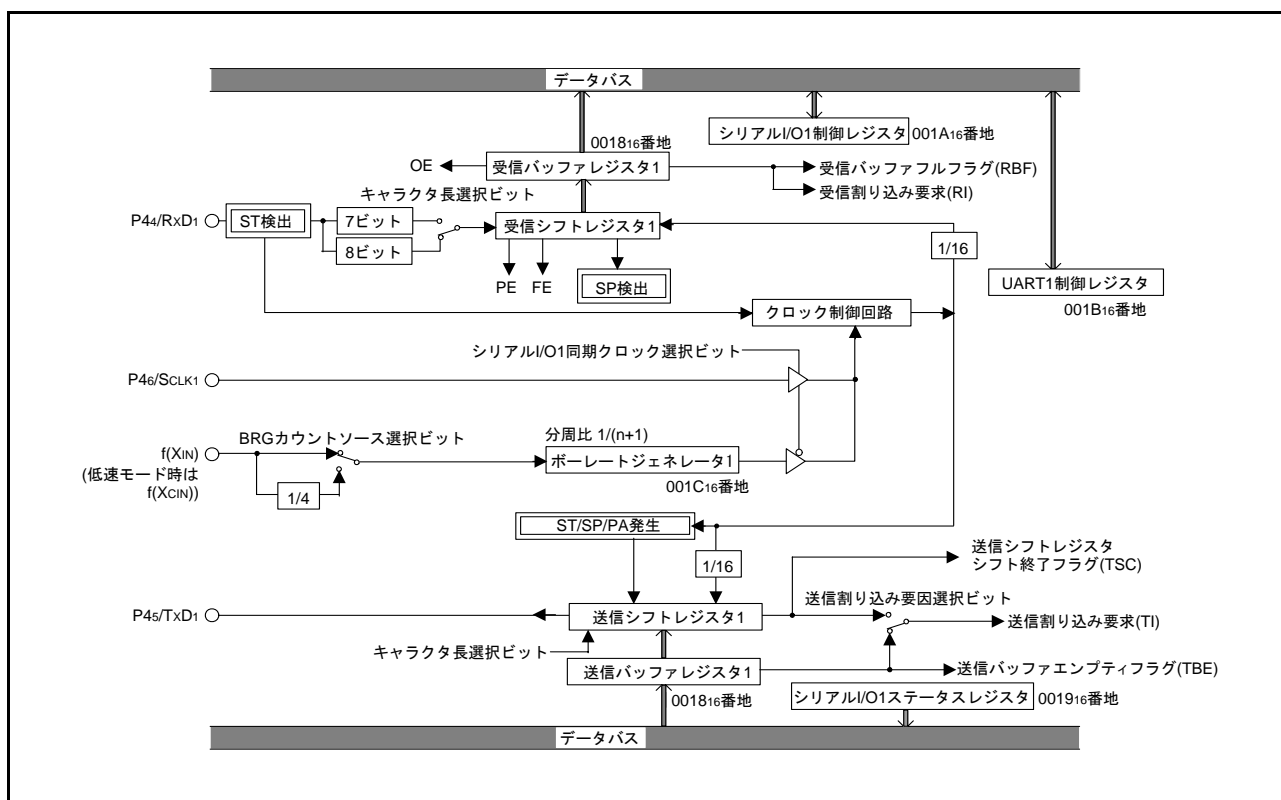 データバス
シリアルI/O1制御レジスタ 001A16番地
001816番地
OE
受信バッファレジスタ1
受信バッファフルフラグ(RBF)
受信割り込み要求(RI)
キャラクタ長選択ビット
P44/RxD1
ST検出
7ビット
8ビット
受信シフトレジスタ1
1/16
PE
FE
SP検出
UART1制御レジスタ
001B16番地
クロック制御回路
シリアルI/O1同期クロック選択ビット
P46/SCLK1
BRGカウントソース選択ビット
分周比 1/(n+1)
f(XIN)
(低速モード時は
f(XCIN))
1/4
ボーレートジェネレータ1
001C16番地
ST/SP/PA発生
1/16
送信シフトレジスタ
シフト終了フラグ(TSC)
P45/TxD1
送信シフトレジスタ1
送信割り込み要因選択ビット
送信割り込み要求(TI)
キャラクタ長選択ビット
送信バッファレジスタ1
送信バッファエンプティフラグ(TBE)
001816番地
シリアルI/O1ステータスレジスタ 001916番地
データバス